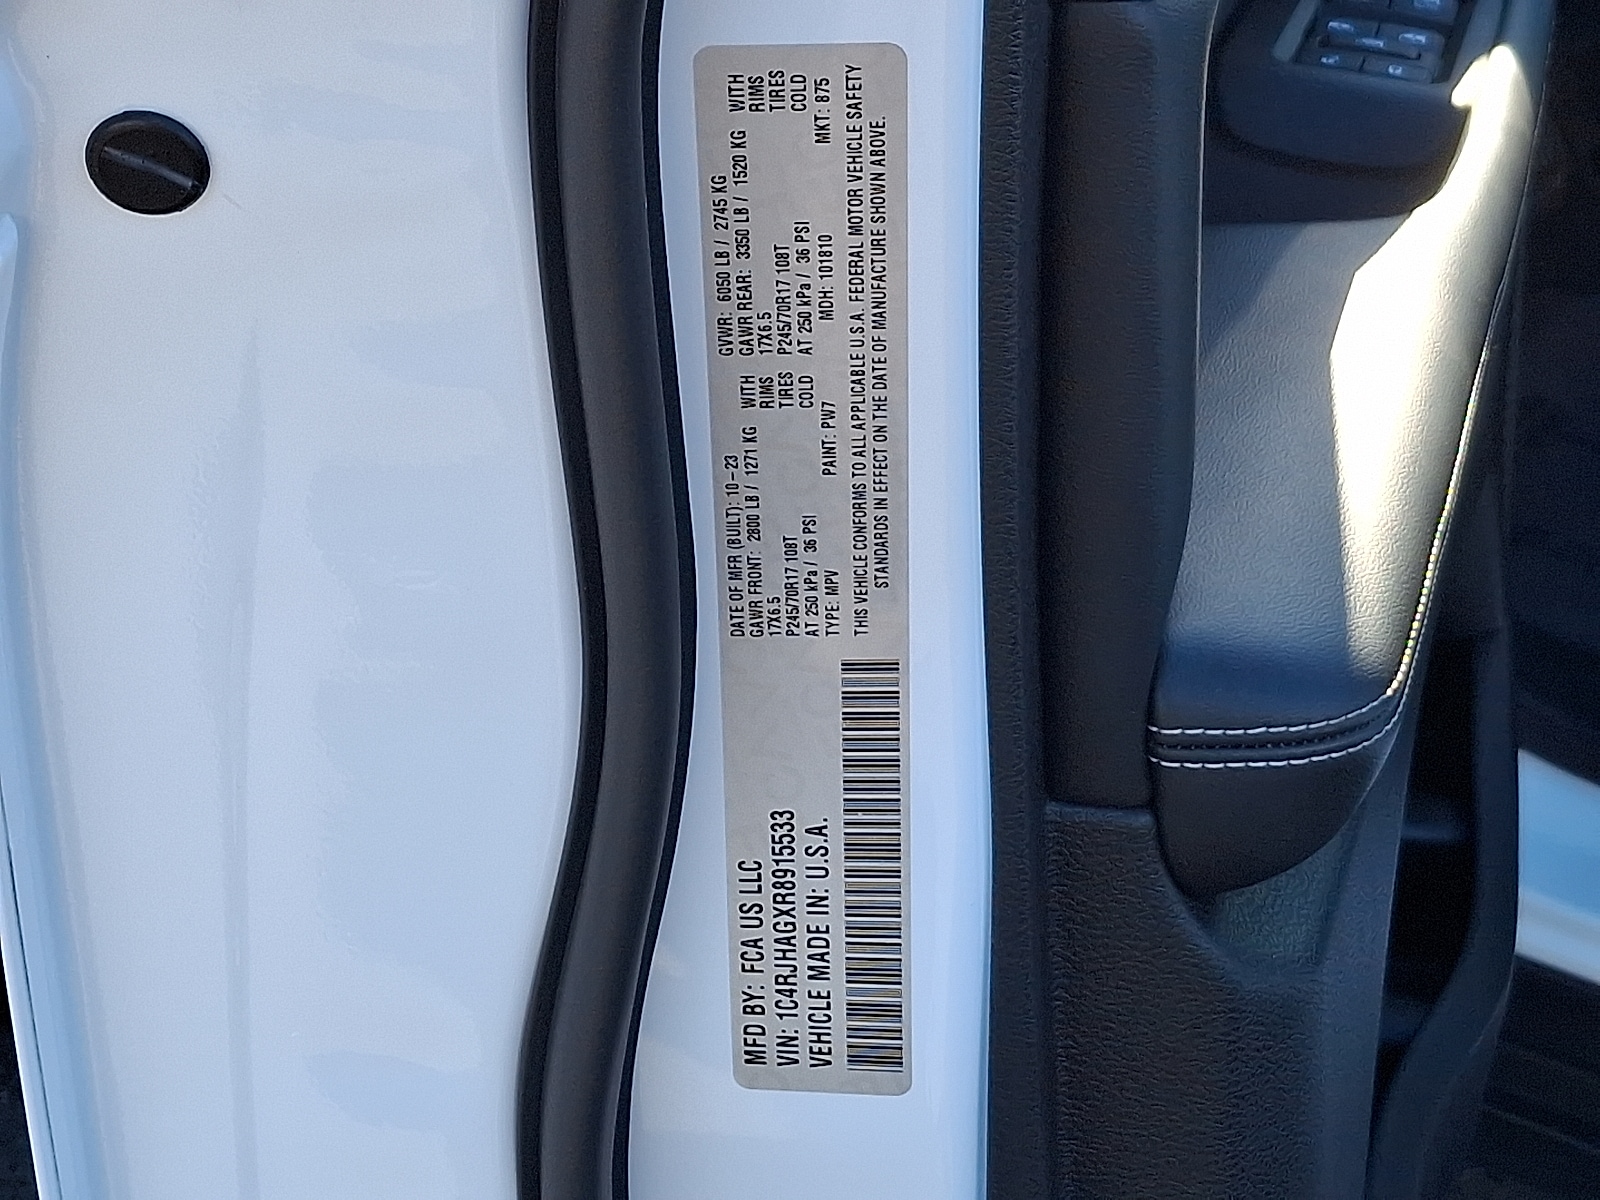 MFD BY: FCA US LLC
VIN: 1C4RJHAGXR8915533
VEHICLE MADE IN: U.S.A.
DATE OF MFR (BUILT): 10-23 GVWR: 6050 LB / 2745 KG
GAWR FRONT: 2800 LB / 1271 KG WITH GAWR REAR: 3350 LB / 1520 KG WITH
17X6.5 RIMS 17X6.5 RIMS
P245/70R17 108T TIRES P245/70R17 108T TIRES
AT 250 kPa / 36 PSI COLD AT 250 kPa / 36 PSI COLD
TYPE: MPV PAINT: PW7 MDH: 101810 MKT: 875
THIS VEHICLE CONFORMS TO ALL APPLICABLE U.S.A. FEDERAL MOTOR VEHICLE SAFETY
STANDARDS IN EFFECT ON THE DATE OF MANUFACTURE SHOWN ABOVE.